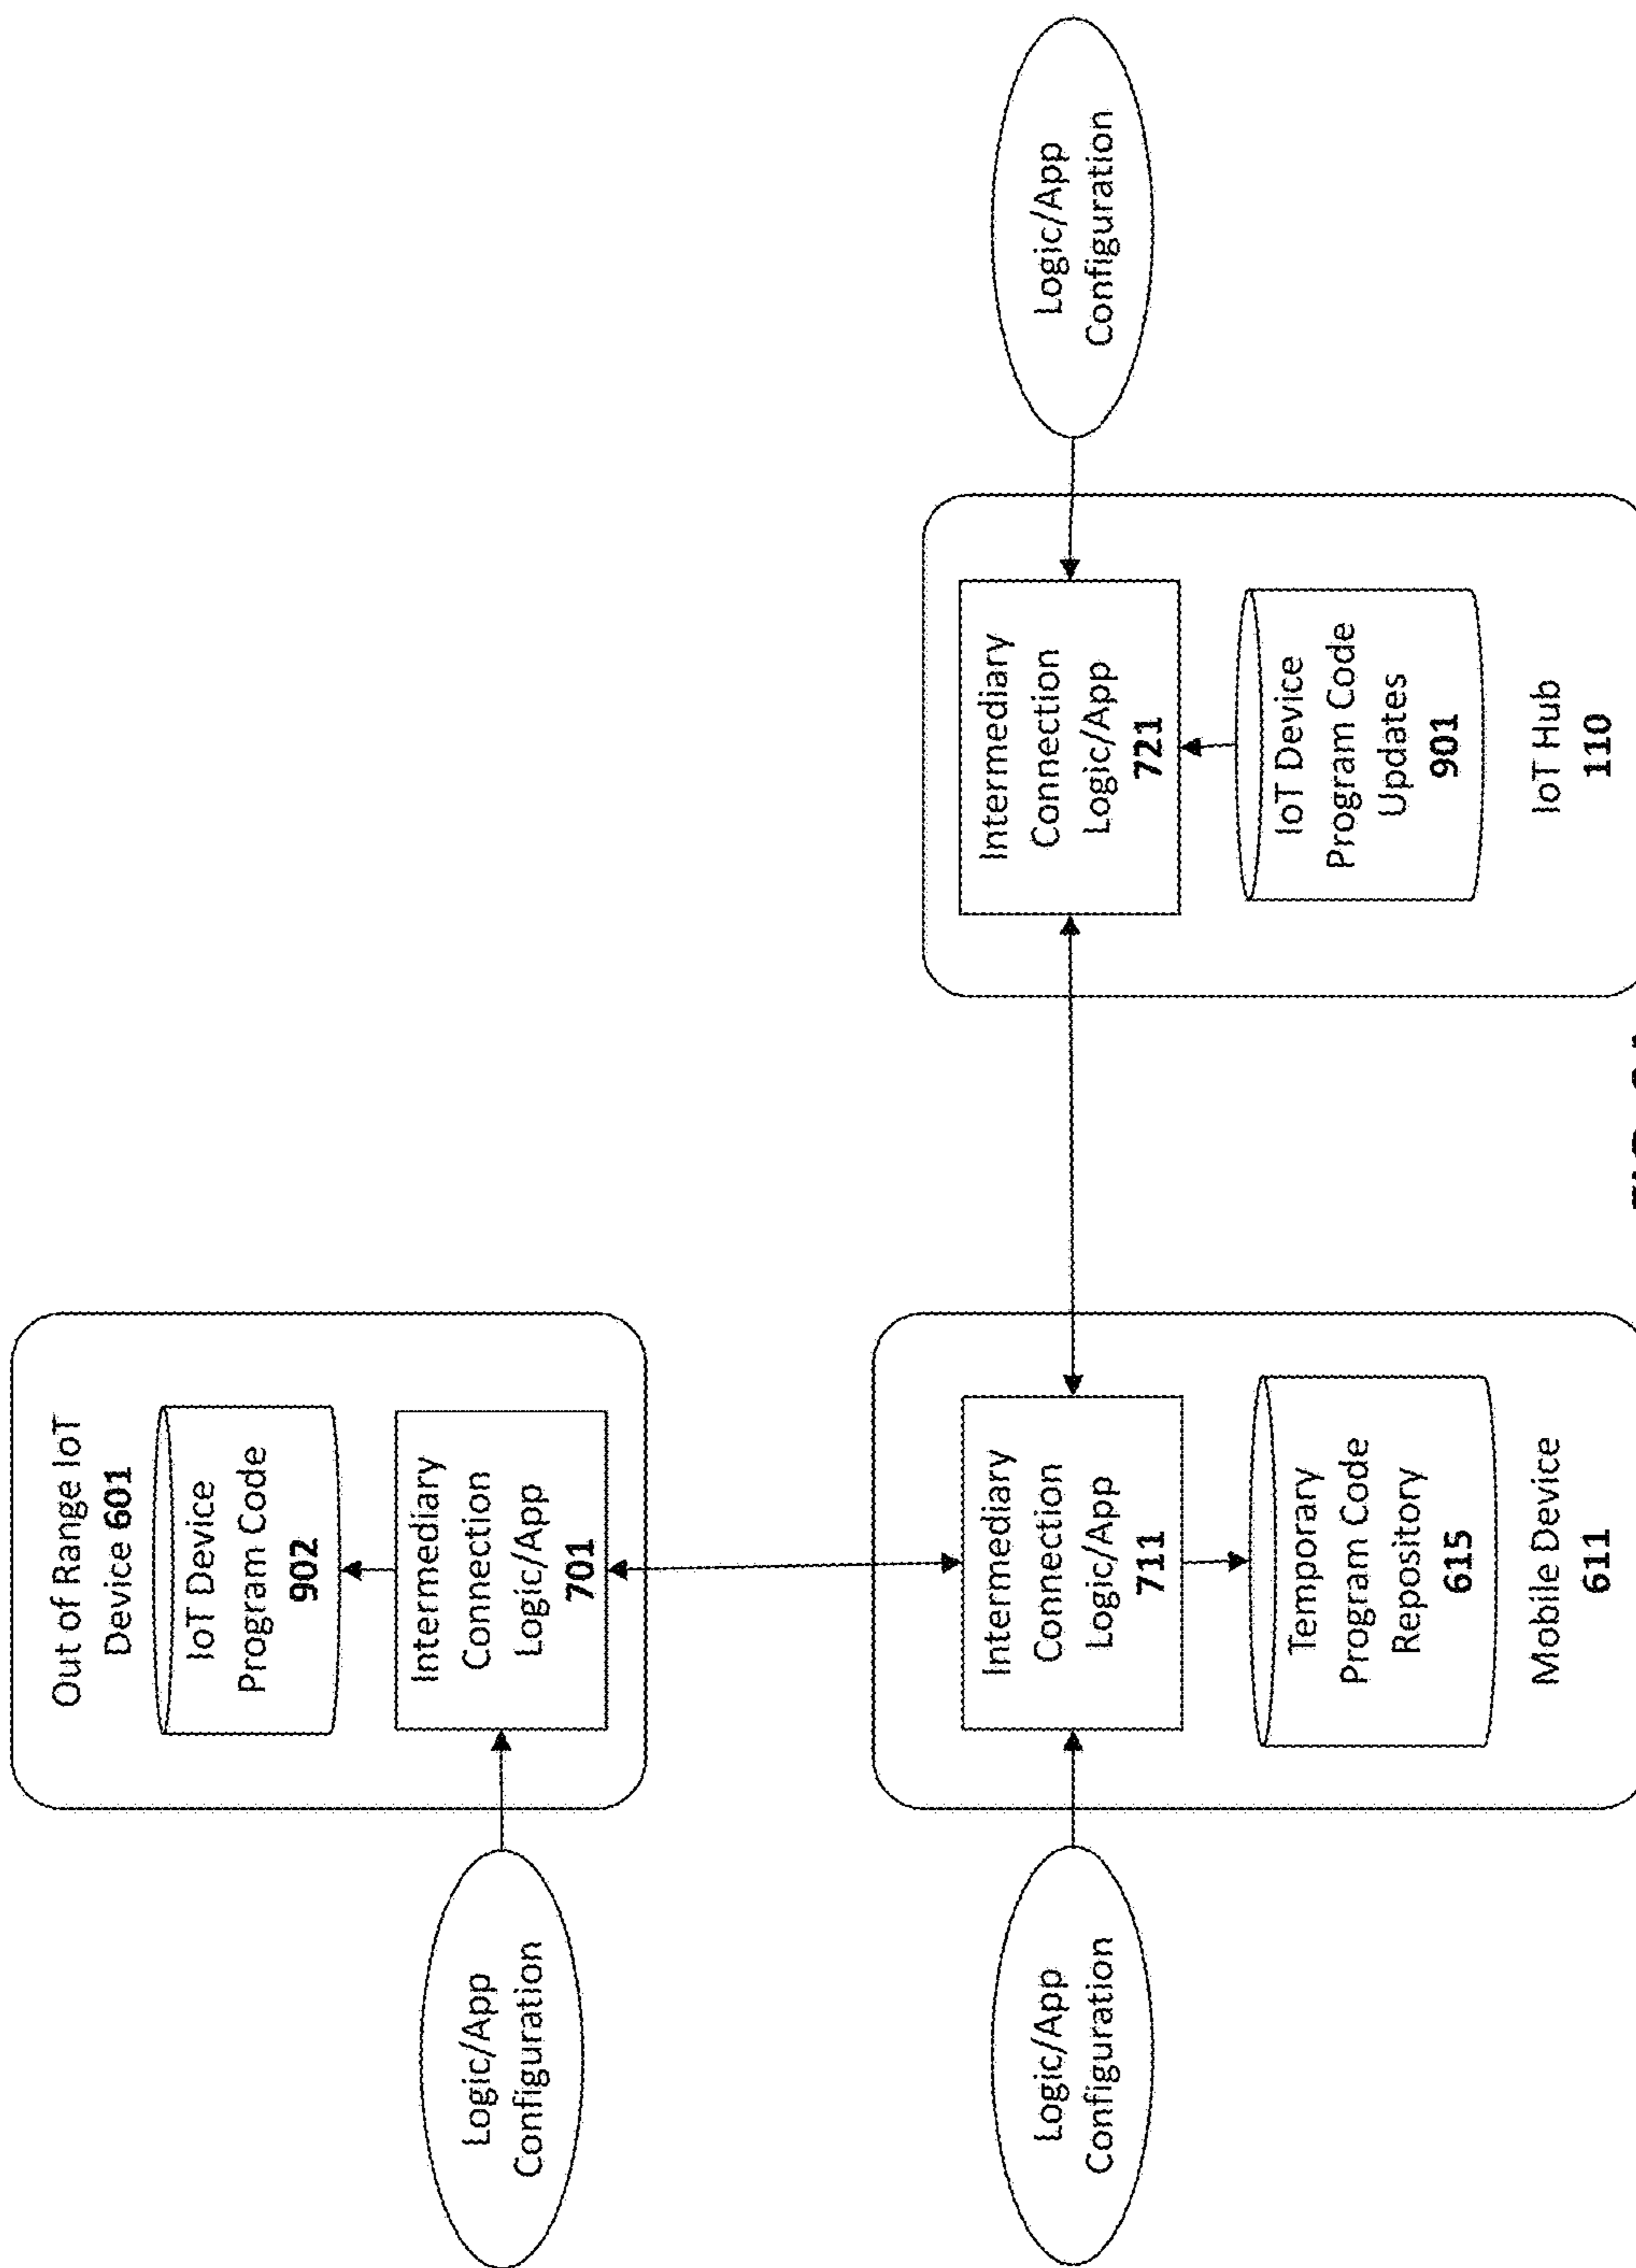 Out of Range IoT
Device 601
IoT Device
Program Code
902
Intermediary
Connection
Logic/App
701
Logic/App
Configuration
Logic/App
Configuration
Intermediary
Connection
Logic/App
711
Temporary
Program Code
Repository
615
Mobile Device
611
Intermediary
Connection
Logic/App
721
IoT Device
Program Code
Updates
901
IoT Hub
110
Logic/App
Configuration